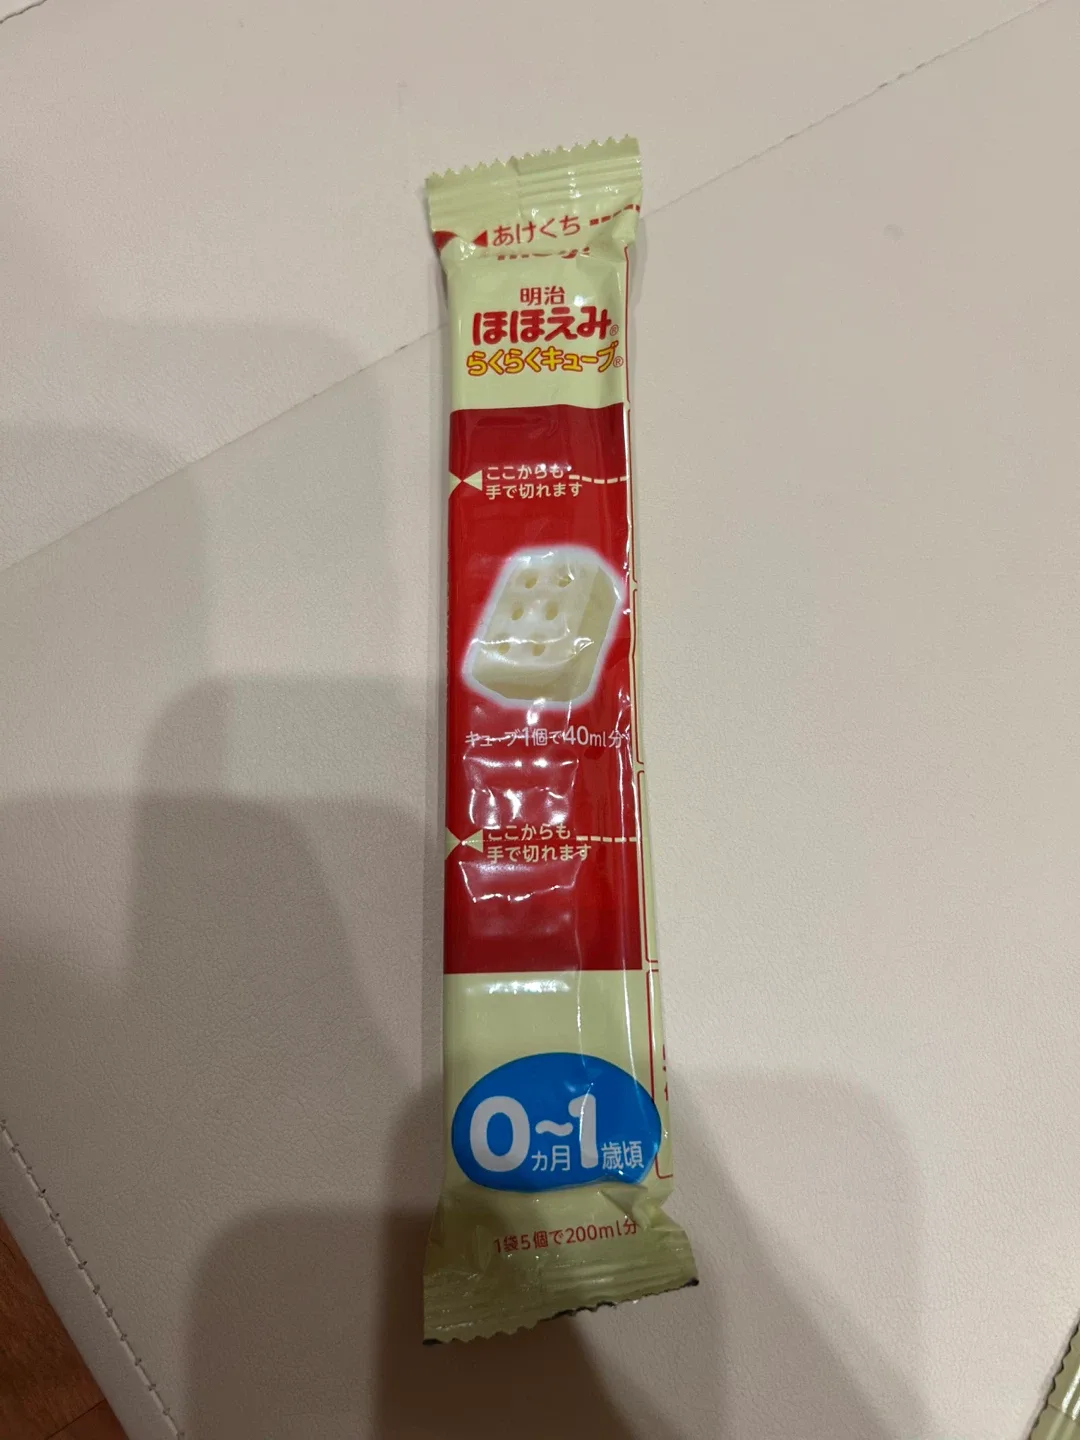 あけくち
meiji
明治
ほほえみ®
らくらくキューブ®
ここからも
手で切れます
キューブ1個で40ml分
ここからも
手で切れます
0ヵ月~1歳頃
1袋5個で200ml分